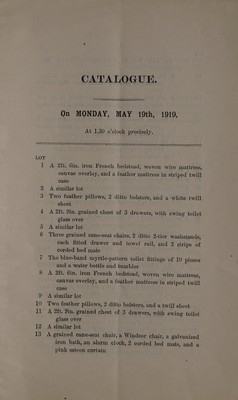 CATALOGUE.
On MONDAY, MAY 19th, 1919,
At 1.30 o'clock precisely.
LOT
1 A 2ft. 6in. iron French bedstead, woven wire mattress,
canvas overlay, and a feather mattress in striped twill
case
2 A similar lot
3 Two feather pillows, 2 ditto bolsters, and a white twill
sheet
4 A 2ft. 9in. grained chest of 3 drawers, with swing toilet
glass over
5 A similar lot
6 Three grained cane-seat chairs, 2 ditto 2-tier washstands,
each fitted drawer and towel rail, and 2 strips of
corded bed mats
7 The blue-band myrtle-pattern toilet fittings of 10 pieces
and a water bottle and tumbler
8 A 2ft. 6in. iron French bedstead, woven wire mattress,
canvas overlay, and a feather mattress in striped twill
case
9 A similar lot
10 Two feather pillows, 2 ditto bolsters, and a twill sheet
11 A 2ft. 9in. grained chest of 3 drawers, with swing toilet
glass over
12 A similar lot
13 A grained cane-seat chair, a Windsor chair, a galvanised
iron bath, an alarm clock, 2 corded bed mats, and a
pink sateen curtain